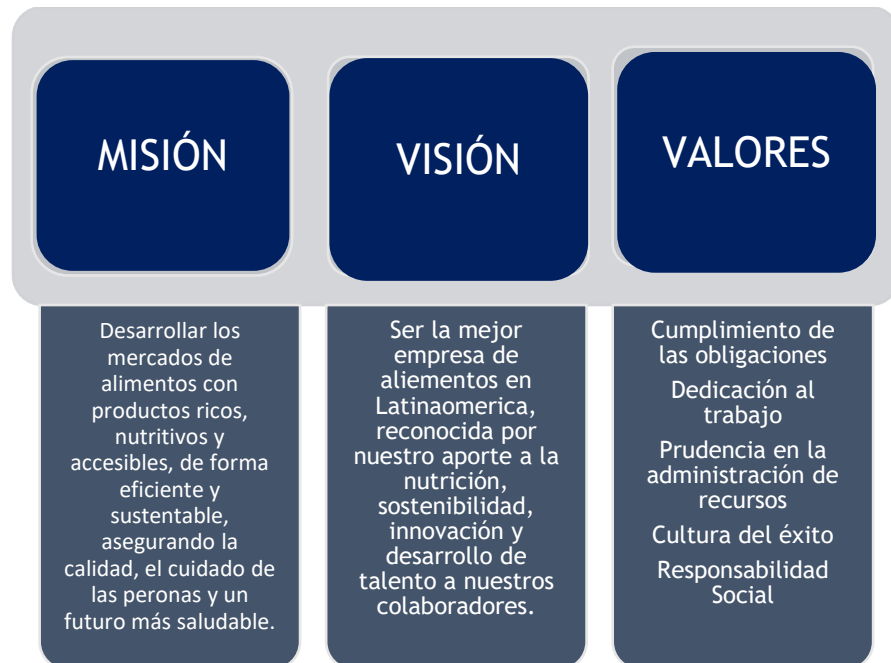 MISIÓN
Desarrollar los
mercados de
alimentos con
productos ricos,
nutritivos y
accesibles, de forma
eficiente y
sustentable,
asegurando la
calidad, el cuidado de
las peronas y un
futuro más saludable.
VISIÓN
Ser la mejor
empresa de
aliementos en
Latinaomerica,
reconocida por
nuestro aporte a la
nutrición,
sostenibilidad,
innovación y
desarrollo de
talento a nuestros
colaboradores.
VALORES
Cumplimiento de
las obligaciones
Dedicación al
trabajo
Prudencia en la
administración de
recursos
Cultura del éxito
Responsabilidad
Social